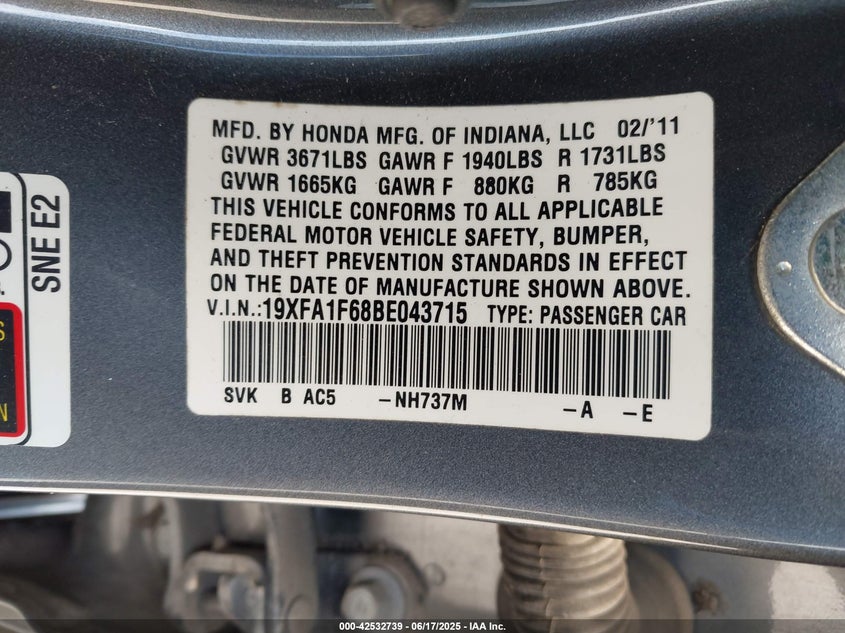 MFD. BY HONDA MFG. OF INDIANA, LLC 02/'11
GVWR 3671LBS GAWR F 1940LBS R 1731LBS
GVWR 1665KG GAWR F 880KG R 785KG
THIS VEHICLE CONFORMS TO ALL APPLICABLE
FEDERAL MOTOR VEHICLE SAFETY, BUMPER,
AND THEFT PREVENTION STANDARDS IN EFFECT
ON THE DATE OF MANUFACTURE SHOWN ABOVE.
V.I.N.:19XFA1F68BE043715 TYPE: PASSENGER CAR
SVK B AC5 -NH737M -A -E
SNE E2
000-42532739 - 06/17/2025 - IAA Inc.